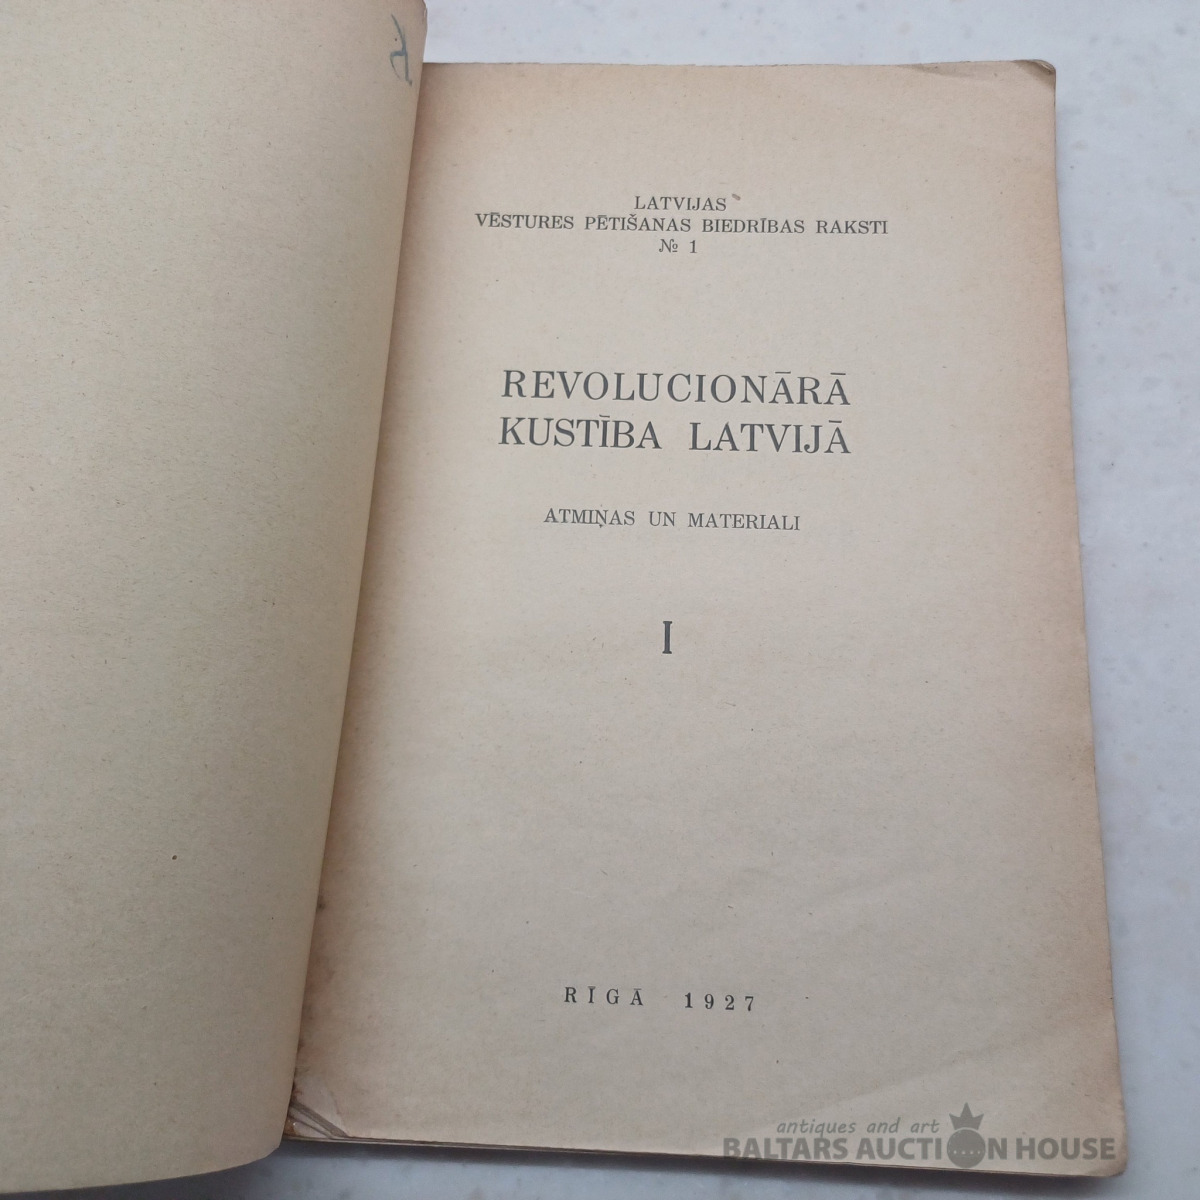 LATVIJAS
VĒSTURES PĒTIŠANAS BIEDRĪBAS RAKSTI
№ 1
REVOLUCIONĀRĀ
KUSTĪBA LATVIJĀ
ATMIŅAS UN MATERIALI
I
RĪGĀ 1927
antiques and art
BALTARS AUCTION HOUSE